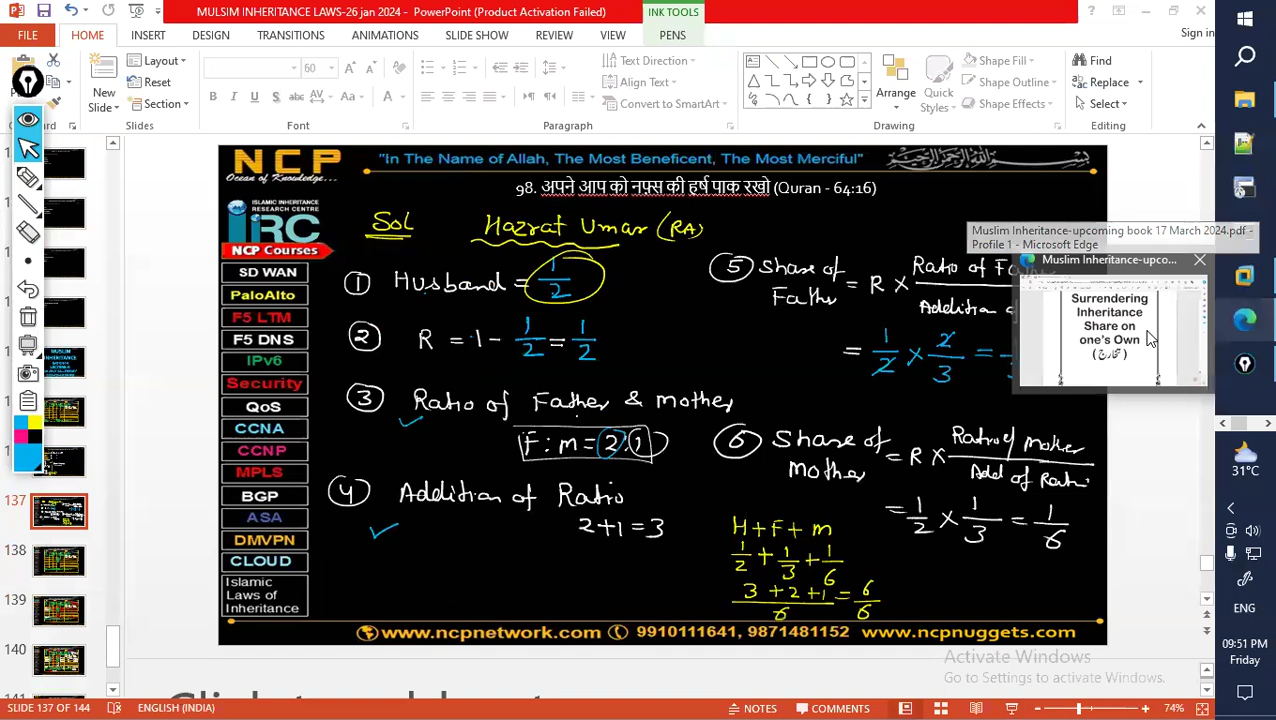 MULSIM INHERITANCE LAWS-26 jan 2024 - PowerPoint (Product Activation Failed)
INK TOOLS
FILE
HOME
INSERT
DESIGN
TRANSITIONS
ANIMATIONS
SLIDE SHOW
REVIEW
VIEW
PENS
Sign in
New Slide
Layout
Reset
Section
60
B I U S abc AV Aa A
Text Direction
Align Text
Convert to SmartArt
Arrange
Quick Styles
Shape Fill
Shape Outline
Shape Effects
Find
Replace
Select
Slides
Font
Paragraph
Drawing
Editing
NCP
Ocean of Knowledge...
"In The Name of Allah, The Most Beneficent, The Most Merciful"
98. अपने आप को नफ्स की हर्ष पाक रखो (Quran - 64:16)
ISLAMIC INHERITANCE RESEARCH CENTRE
IRC
NCP Courses
SD WAN
PaloAlto
F5 LTM
F5 DNS
IPv6
Security
QoS
CCNA
CCNP
MPLS
BGP
ASA
DMVPN
CLOUD
Islamic
Laws of
Inheritance
Sol Hazrat Umar (RA)
① Husband = 1/2
② R = 1 - 1/2 = 1/2
③ Ratio of Father & mother
F : m = 2:1
④ Addition of Ratio
2+1=3
⑤ Share of Father = R × Ratio of Fa
Addition o
= 1/2 × 2/3 =
⑥ Share of mother = R × Ratio of mother / Add of Ratio
= 1/2 × 1/3 = 1/6
H + F + m
1/2 + 1/3 + 1/6
3 + 2 + 1 / 6 = 6/6
www.ncpnetwork.com 9910111641, 9871481152 www.ncpnuggets.com
Muslim Inheritance-upcoming book 17 March 2024.pdf -
Profile 1 - Microsoft Edge
Muslim Inheritance-upco...
Surrendering
Inheritance
Share on
one's Own
(تخارج)
137
138
139
140
Activate Windows
Go to Settings to activate Windows.
31°C
ENG
09:51 PM
Friday
SLIDE 137 OF 144
ENGLISH (INDIA)
NOTES
COMMENTS
74%